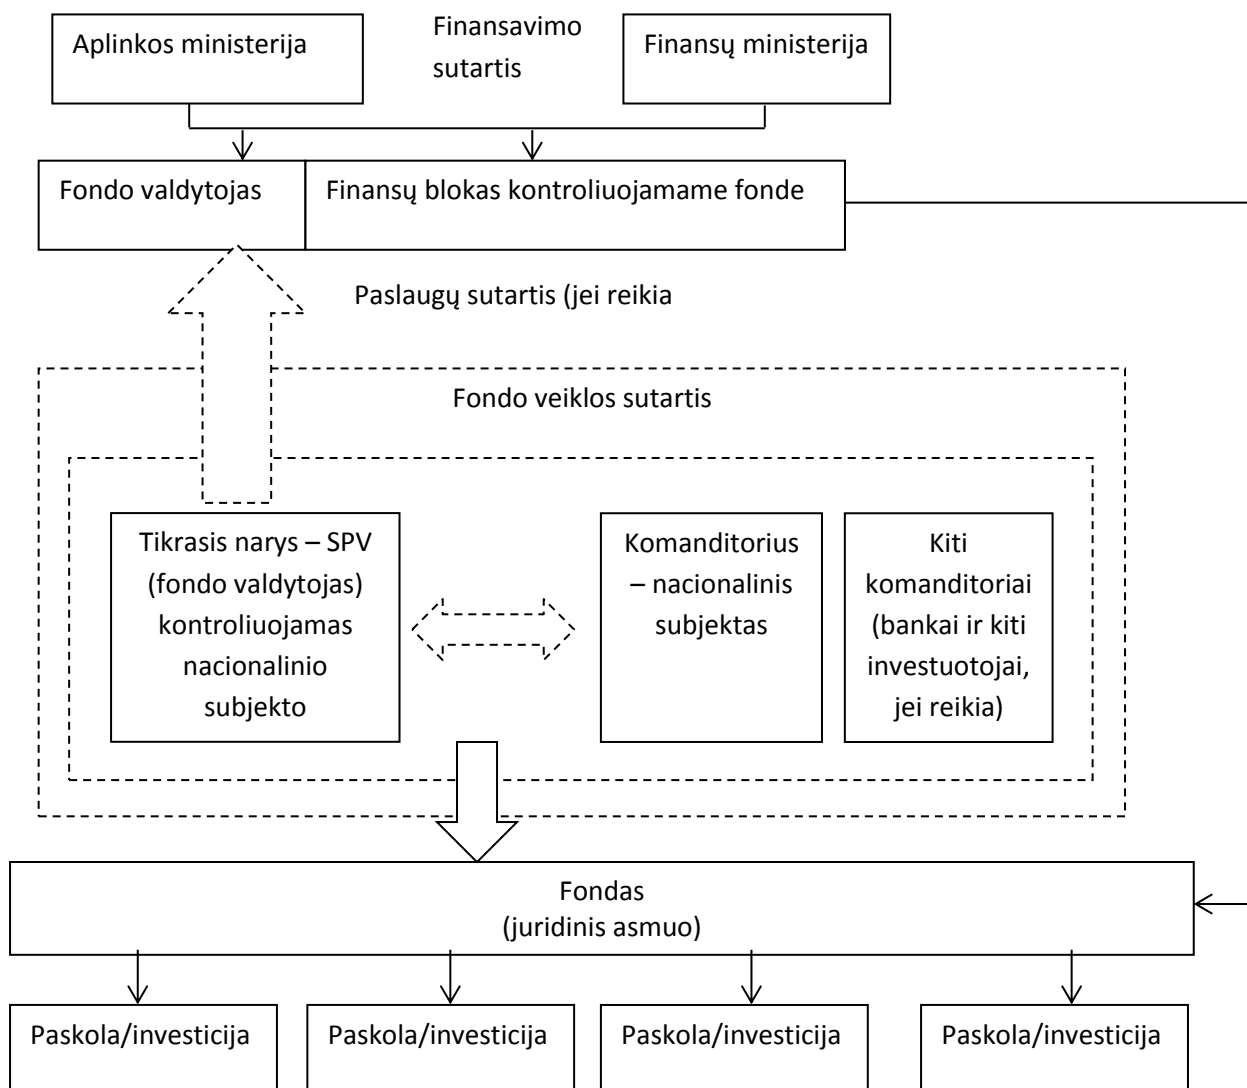 Aplinkos ministerija
Finansavimo
sutartis
Finansų ministerija
Fondo valdytojas
Finansų blokas kontroliuojamame fonde
Paslaugų sutartis (jei reikia
Fondo veiklos sutartis
Tikrasis narys – SPV
(fondo valdytojas)
kontroliuojamas
nacionalinio
subjekto
Komanditorius
– nacionalinis
subjektas
Kiti
komanditoriai
(bankai ir kiti
investuotojai,
jei reikia)
Fondas
(juridinis asmuo)
Paskola/investicija
Paskola/investicija
Paskola/investicija
Paskola/investicija